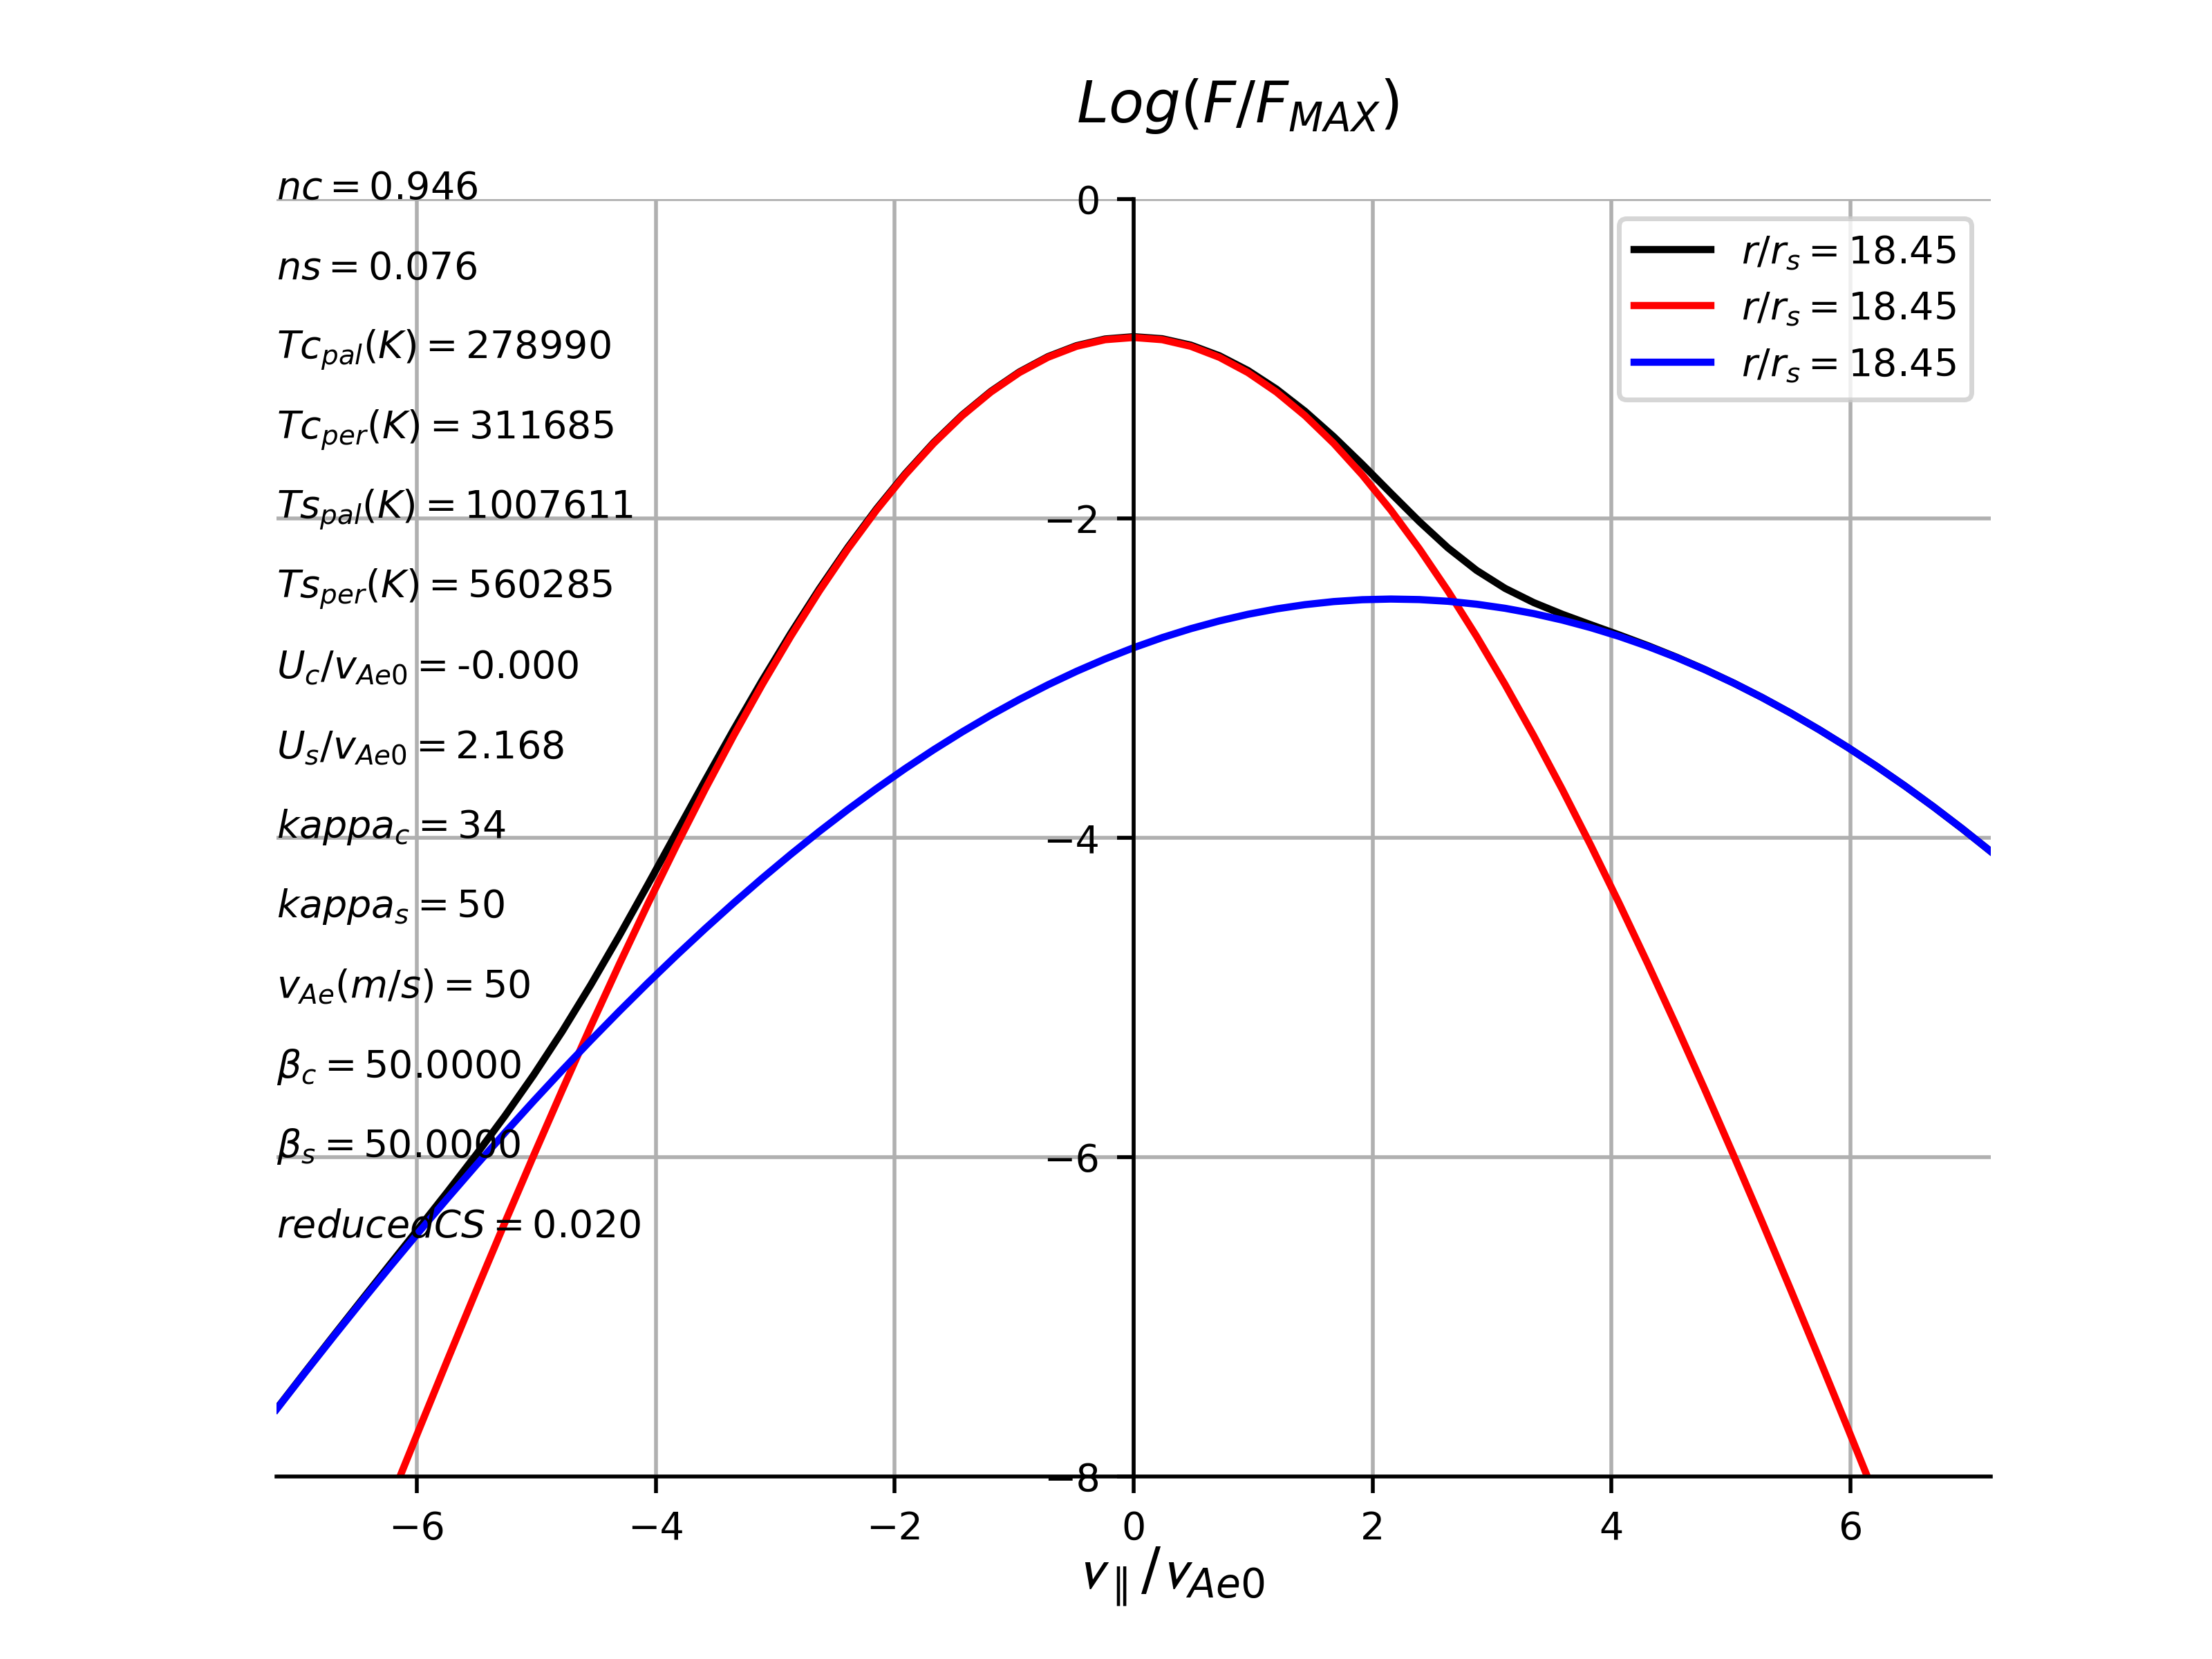 Log(F/F_MAX)
nc = 0.946
ns = 0.076
Tc_pal(K) = 278990
Tc_per(K) = 311685
Ts_pal(K) = 1007611
Ts_per(K) = 560285
U_c/v_Ae0 = -0.000
U_s/v_Ae0 = 2.168
kappa_c = 34
kappa_s = 50
v_Ae(m/s) = 50
β_c = 50.0000
β_s = 50.0000
reducedCS = 0.020
r/r_s = 18.45
r/r_s = 18.45
r/r_s = 18.45
0
−2
−4
−6
−8
−6 −4 −2 0 2 4 6
v_∥/v_Ae0